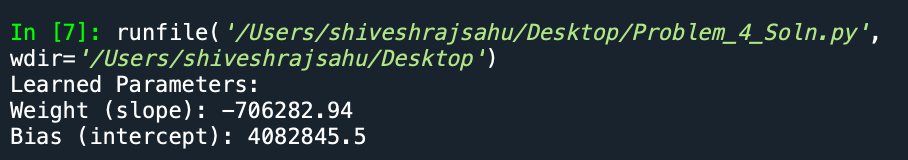 In [7]: runfile('/Users/shiveshrajsahu/Desktop/Problem_4_Soln.py',
wdir='/Users/shiveshrajsahu/Desktop')
Learned Parameters:
Weight (slope): -706282.94
Bias (intercept): 4082845.5